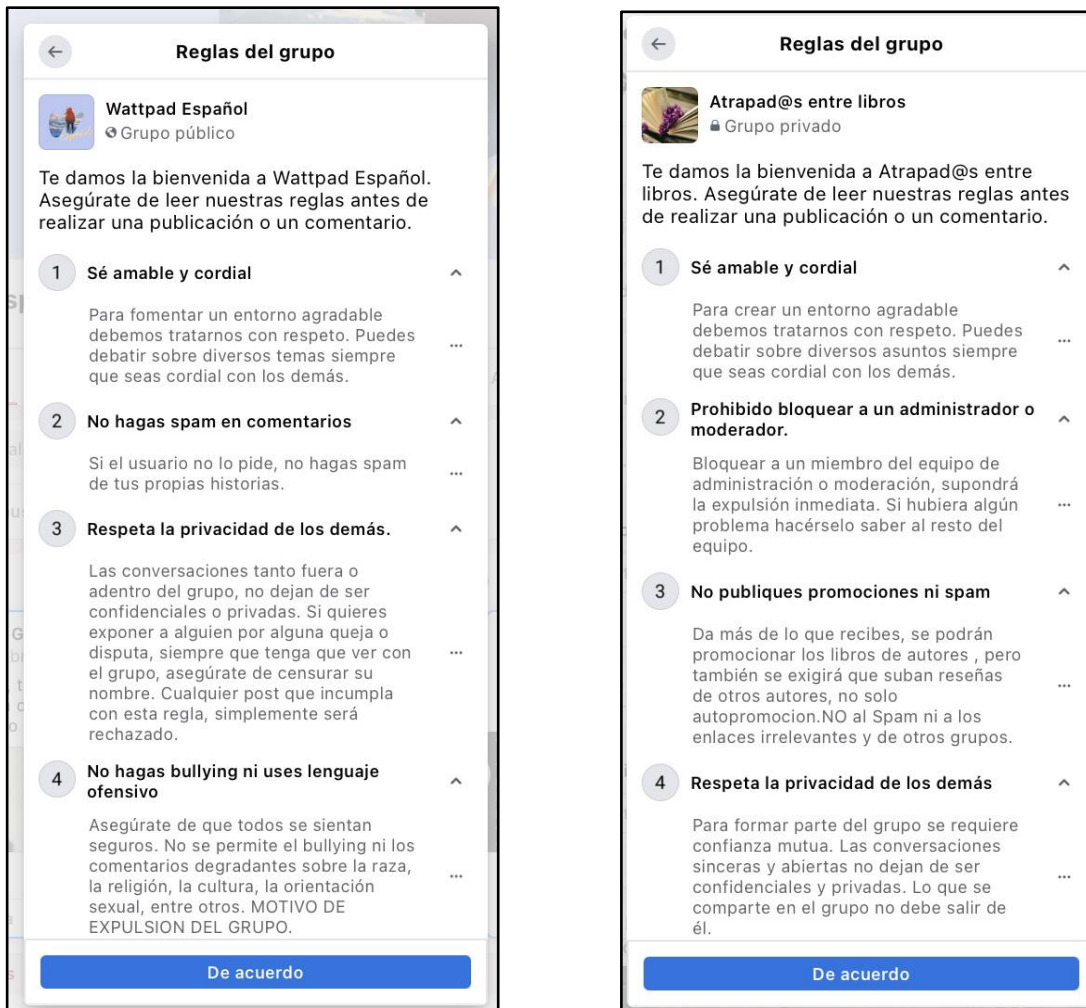 Reglas del grupo
Wattpad Español
Grupo público
Te damos la bienvenida a Wattpad Español.
Asegúrate de leer nuestras reglas antes de
realizar una publicación o un comentario.
1 Sé amable y cordial
Para fomentar un entorno agradable
debemos tratarnos con respeto. Puedes
debatir sobre diversos temas siempre
que seas cordial con los demás.
2 No hagas spam en comentarios
Si el usuario no lo pide, no hagas spam
de tus propias historias.
3 Respeta la privacidad de los demás.
Las conversaciones tanto fuera o
adentro del grupo, no dejan de ser
confidenciales o privadas. Si quieres
exponer a alguien por alguna queja o
disputa, siempre que tenga que ver con
el grupo, asegúrate de censurar su
nombre. Cualquier post que incumpla
con esta regla, simplemente será
rechazado.
4 No hagas bullying ni uses lenguaje
ofensivo
Asegúrate de que todos se sientan
seguros. No se permite el bullying ni los
comentarios degradantes sobre la raza,
la religión, la cultura, la orientación
sexual, entre otros. MOTIVO DE
EXPULSION DEL GRUPO.
De acuerdo
Reglas del grupo
Atrapad@s entre libros
Grupo privado
Te damos la bienvenida a Atrapad@s entre
libros. Asegúrate de leer nuestras reglas antes
de realizar una publicación o un comentario.
1 Sé amable y cordial
Para crear un entorno agradable
debemos tratarnos con respeto. Puedes
debatir sobre diversos asuntos siempre
que seas cordial con los demás.
2 Prohibido bloquear a un administrador o
moderador.
Bloquear a un miembro del equipo de
administración o moderación, supondrá
la expulsión inmediata. Si hubiera algún
problema hacérselo saber al resto del
equipo.
3 No publiques promociones ni spam
Da más de lo que recibes, se podrán
promocionar los libros de autores , pero
también se exigirá que suban reseñas
de otros autores, no solo
autopromocion.NO al Spam ni a los
enlaces irrelevantes y de otros grupos.
4 Respeta la privacidad de los demás
Para formar parte del grupo se requiere
confianza mutua. Las conversaciones
sinceras y abiertas no dejan de ser
confidenciales y privadas. Lo que se
comparte en el grupo no debe salir de
él.
De acuerdo